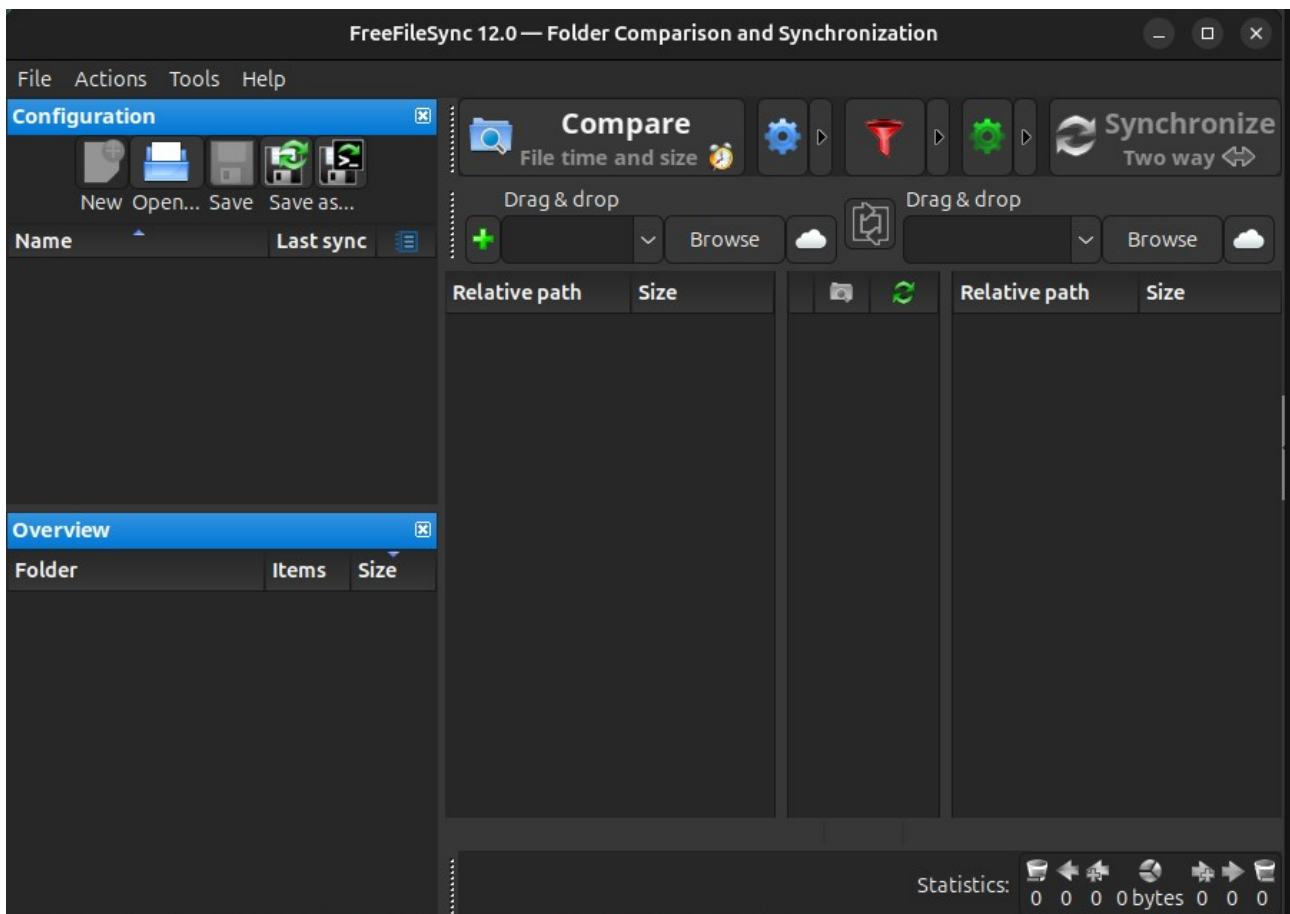 FreeFileSync 12.0 — Folder Comparison and Synchronization
File Actions Tools Help
Configuration
New Open... Save Save as...
Name Last sync
Overview
Folder Items Size
Compare
File time and size
Synchronize
Two way
Drag & drop
Browse
Drag & drop
Browse
Relative path Size
Relative path Size
Statistics: 0 0 0 0 bytes 0 0 0